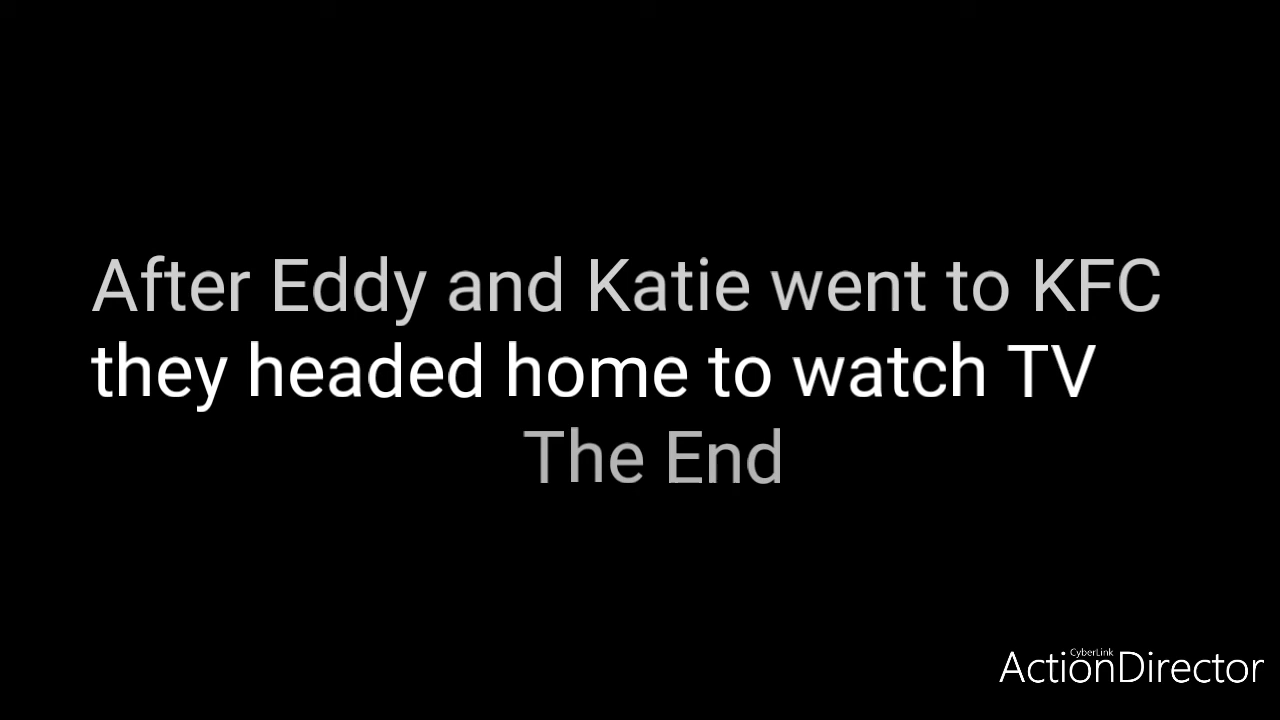 After Eddy and Katie went to KFC
they headed home to watch TV
The End
CyberLink
ActionDirector